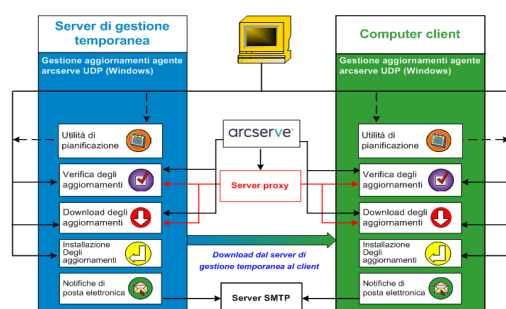 Server di gestione
temporanea
Gestione aggiornamenti agente
arcserve UDP (Windows)
Utilità di
pianificazione
Verifica degli
aggiornamenti
Download degli
aggiornamenti
Installazione
Degli
aggiornamenti
Notifiche di
posta elettronica
arcserve®
Server proxy
Download dal server di
gestione temporanea al client
Server SMTP
Computer client
Gestione aggiornamenti agente
arcserve UDP (Windows)
Utilità di
pianificazione
Verifica degli
aggiornamenti
Download degli
aggiornamenti
Installazione
Degli
aggiornamenti
Notifiche di
posta elettronica